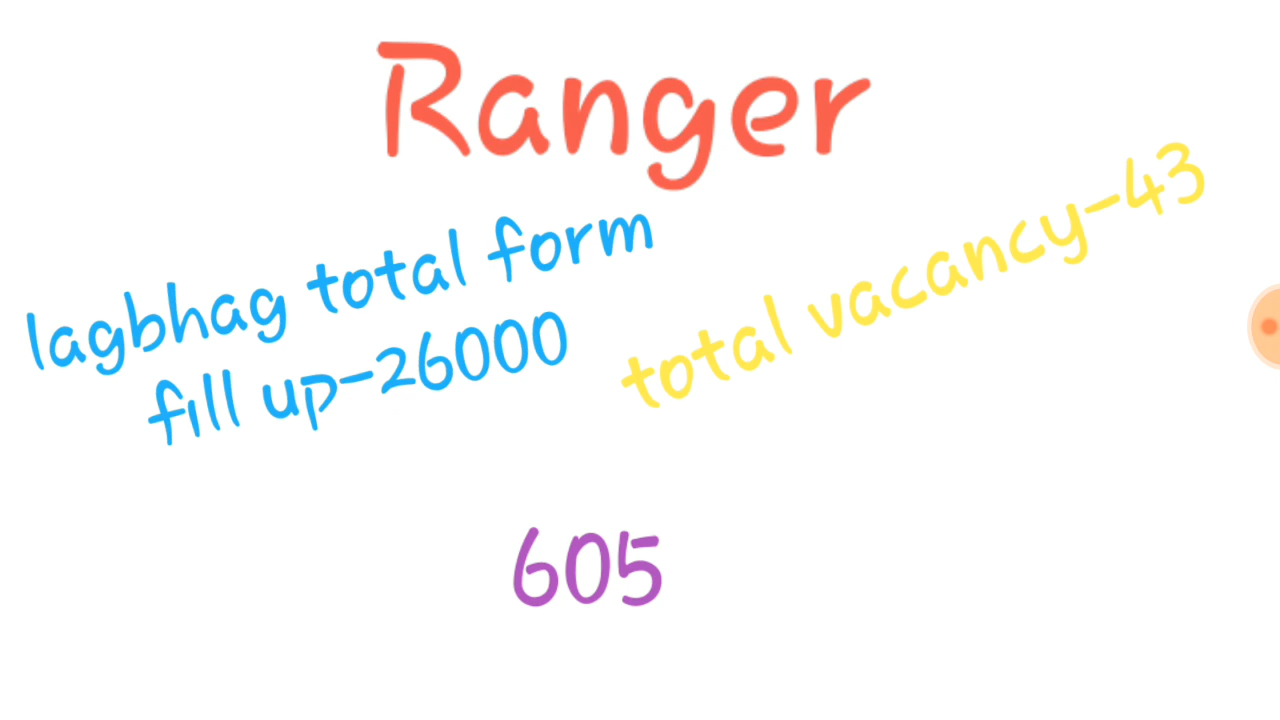 Ranger
lagbhag total form
fill up-26000
total vacancy-43
605